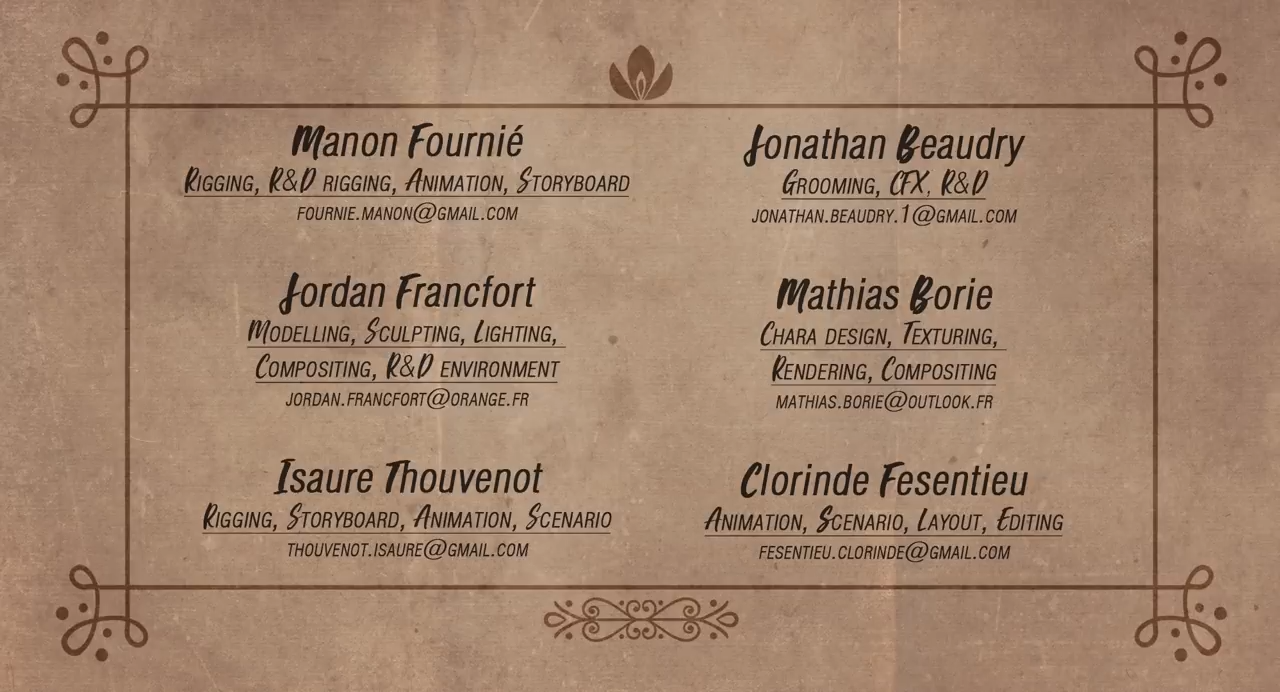 Manon Fournié
Rigging, R&D rigging, Animation, Storyboard
fournie.manon@gmail.com
Jonathan Beaudry
Grooming, CFX, R&D
jonathan.beaudry.1@gmail.com
Jordan Francfort
Modelling, Sculpting, Lighting,
Compositing, R&D environment
jordan.francfort@orange.fr
Mathias Borie
Chara design, Texturing,
Rendering, Compositing
mathias.borie@outlook.fr
Isaure Thouvenot
Rigging, Storyboard, Animation, Scenario
thouvenot.isaure@gmail.com
Clorinde Fesentieu
Animation, Scenario, Layout, Editing
fesentieu.clorinde@gmail.com